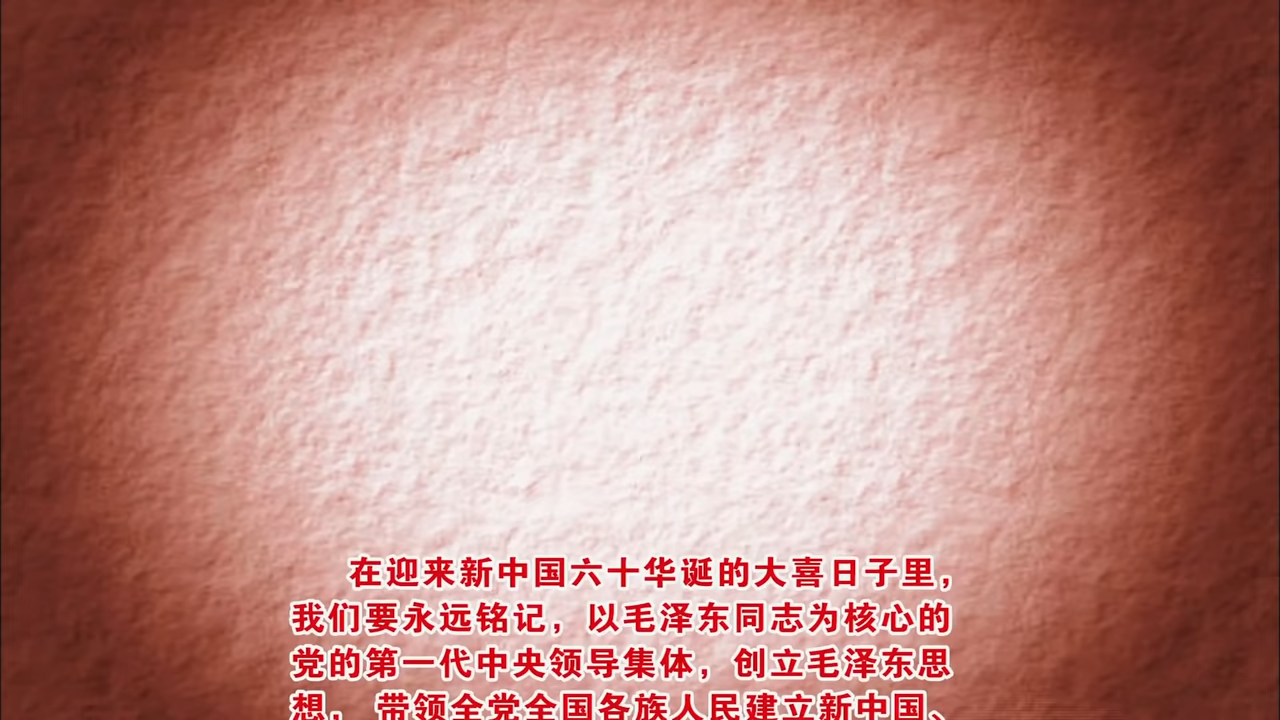 在迎来新中国六十华诞的大喜日子里，
我们要永远铭记，以毛泽东同志为核心的
党的第一代中央领导集体，创立毛泽东思
想，带领全党全国各族人民建立新中国、